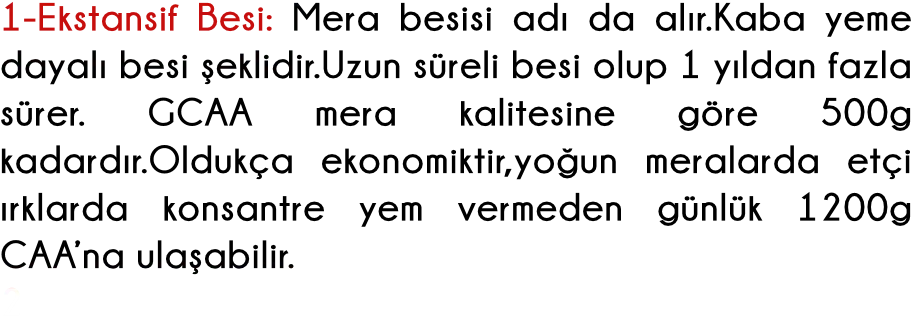 1-Ekstansif Besi: Mera besisi adı da alır.Kaba yeme
dayalı besi şeklidir.Uzun süreli besi olup 1 yıldan fazla
sürer. GCAA mera kalitesine göre 500g
kadardır.Oldukça ekonomiktir,yoğun meralarda etçi
ırklarda konsantre yem vermeden günlük 1200g
CAA’na ulaşabilir.